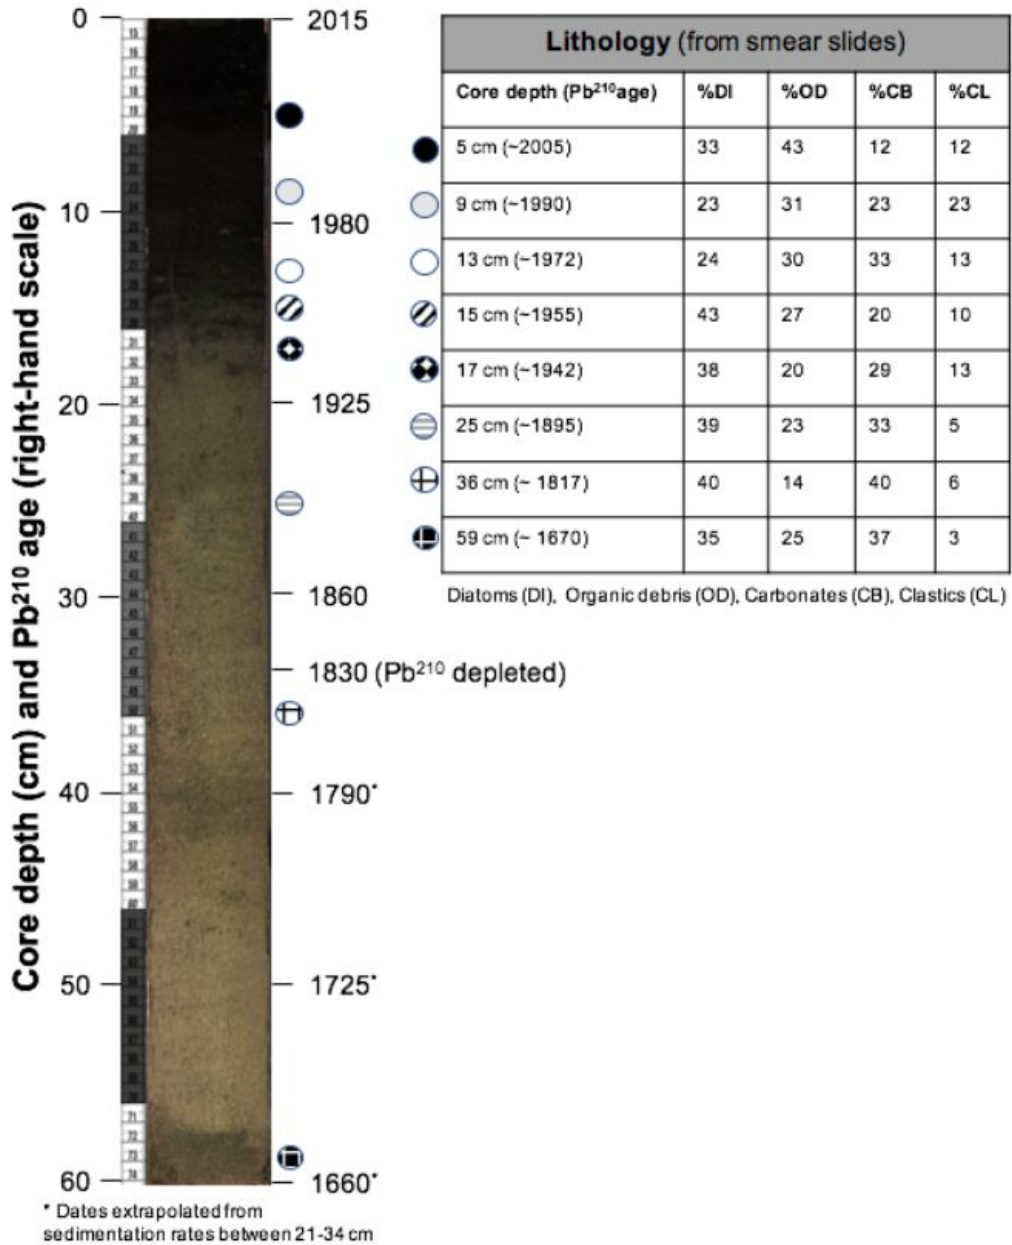 Core depth (cm) and Pb²¹⁰ age (right-hand scale)
0
10
20
30
40
50
60
2015
1980
1925
1860
1830 (Pb²¹⁰ depleted)
1790*
1725*
1660*
* Dates extrapolated from
sedimentation rates between 21-34 cm
Lithology (from smear slides)
Core depth (Pb²¹⁰age) %DI %OD %CB %CL
5 cm (~2005) 33 43 12 12
9 cm (~1990) 23 31 23 23
13 cm (~1972) 24 30 33 13
15 cm (~1955) 43 27 20 10
17 cm (~1942) 38 20 29 13
25 cm (~1895) 39 23 33 5
36 cm (~ 1817) 40 14 40 6
59 cm (~ 1670) 35 25 37 3
Diatoms (DI), Organic debris (OD), Carbonates (CB), Clastics (CL)